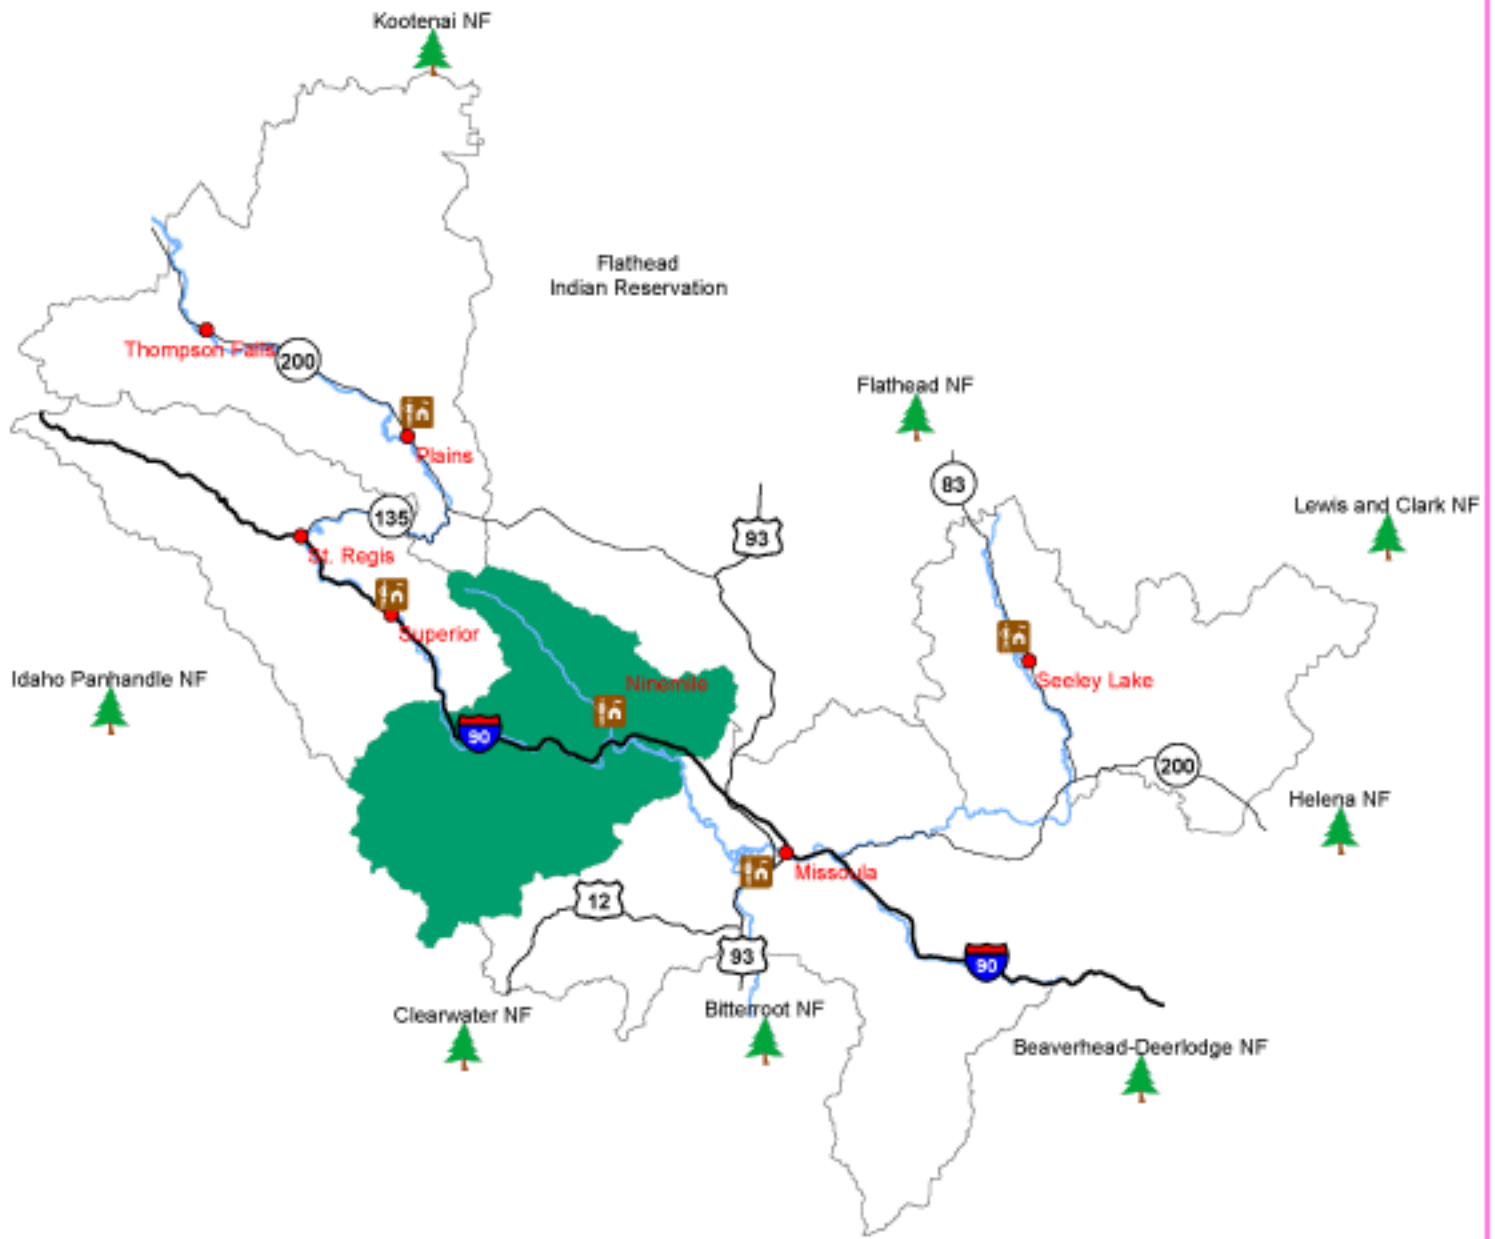 Kootenai NF
Flathead
Indian Reservation
Thompson Falls
200
Flathead NF
Plains
83
Lewis and Clark NF
135
93
St. Regis
Superior
Idaho Panhandle NF
Ninemile
Seeley Lake
90
200
Helena NF
Missoula
12
93
90
Clearwater NF
Bitterroot NF
Beaverhead-Deerlodge NF